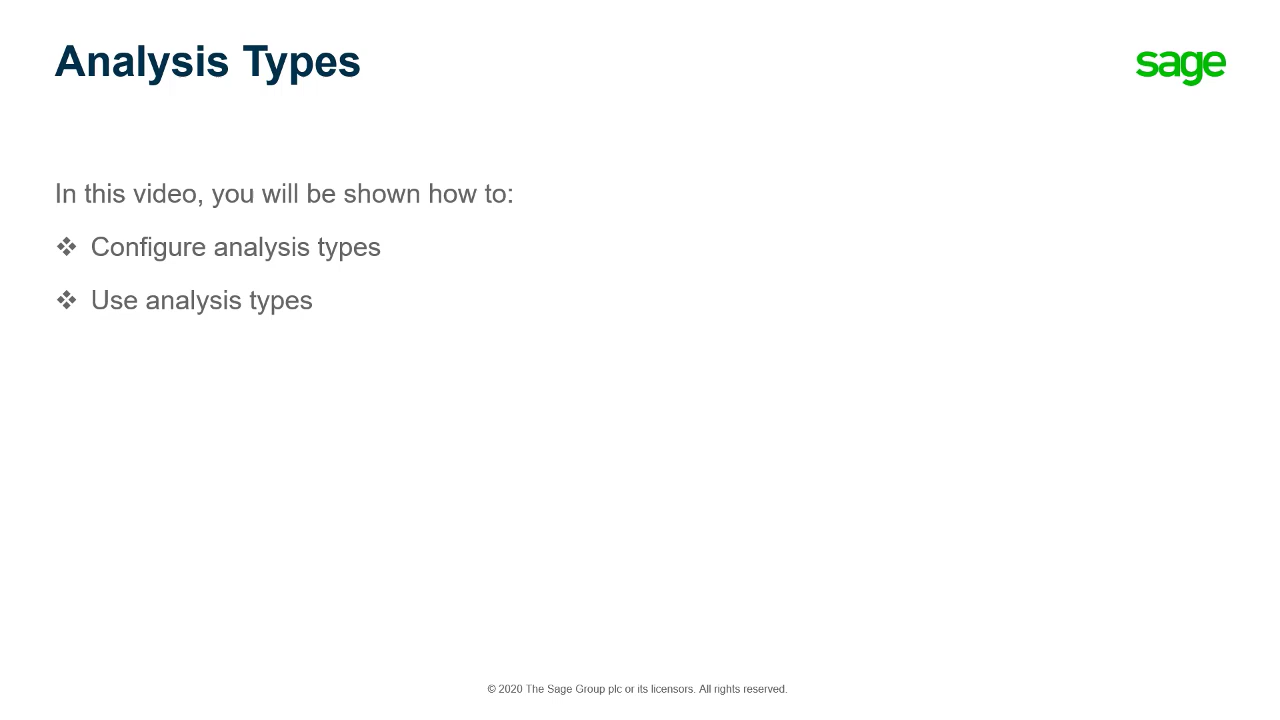 Analysis Types
sage
In this video, you will be shown how to:
❖ Configure analysis types
❖ Use analysis types
© 2020 The Sage Group plc or its licensors. All rights reserved.